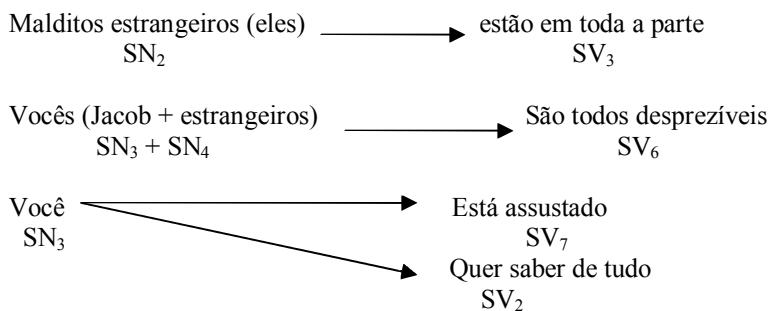 Malditos estrangeiros (eles) estão em toda a parte
SN2 SV3
Vocês (Jacob + estrangeiros) São todos desprezíveis
SN3 + SN4 SV6
Você Está assustado
SN3 SV7
Quer saber de tudo
SV2